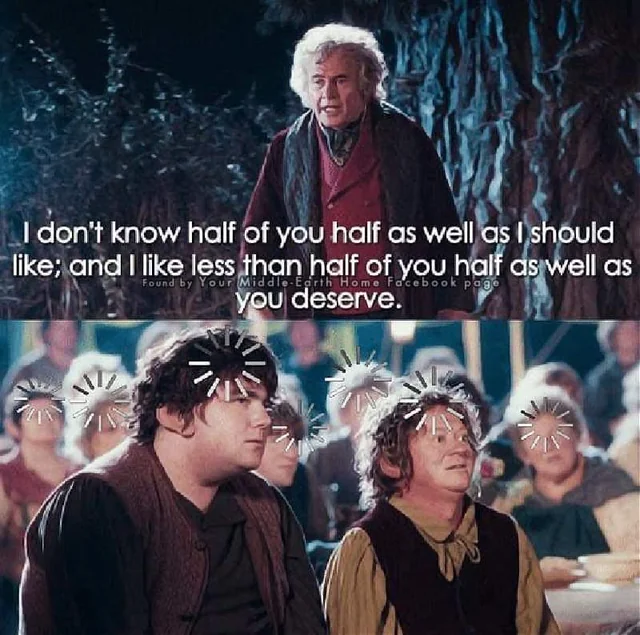 I don't know half of you half as well as I should
like; and I like less than half of you half as well as
Found by Your Middle-Earth Home Facebook page
you deserve.